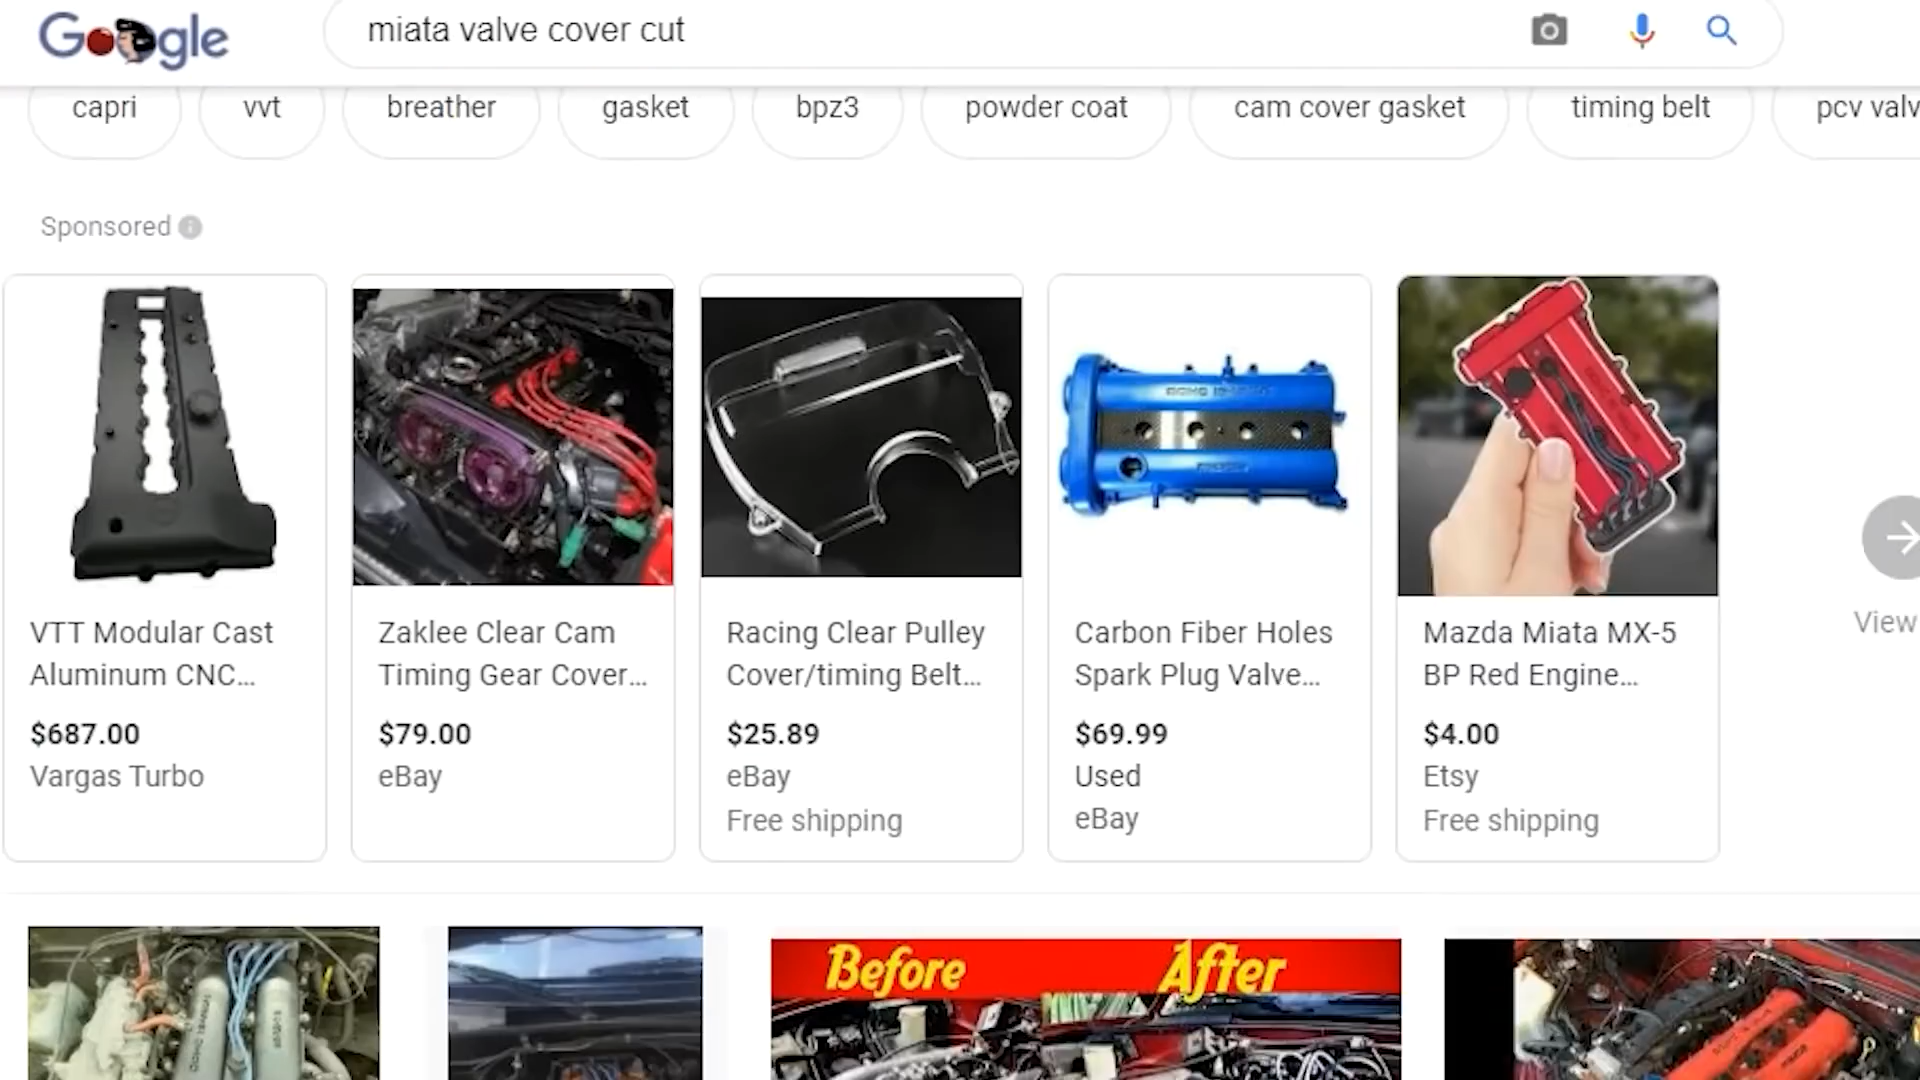 Google
miata valve cover cut
capri
vvt
breather
gasket
bpz3
powder coat
cam cover gasket
timing belt
pcv valv
Sponsored
VTT Modular Cast
Aluminum CNC...
$687.00
Vargas Turbo
Zaklee Clear Cam
Timing Gear Cover...
$79.00
eBay
Racing Clear Pulley
Cover/timing Belt...
$25.89
eBay
Free shipping
Carbon Fiber Holes
Spark Plug Valve...
$69.99
Used
eBay
Mazda Miata MX-5
BP Red Engine...
$4.00
Etsy
Free shipping
View
Before
After